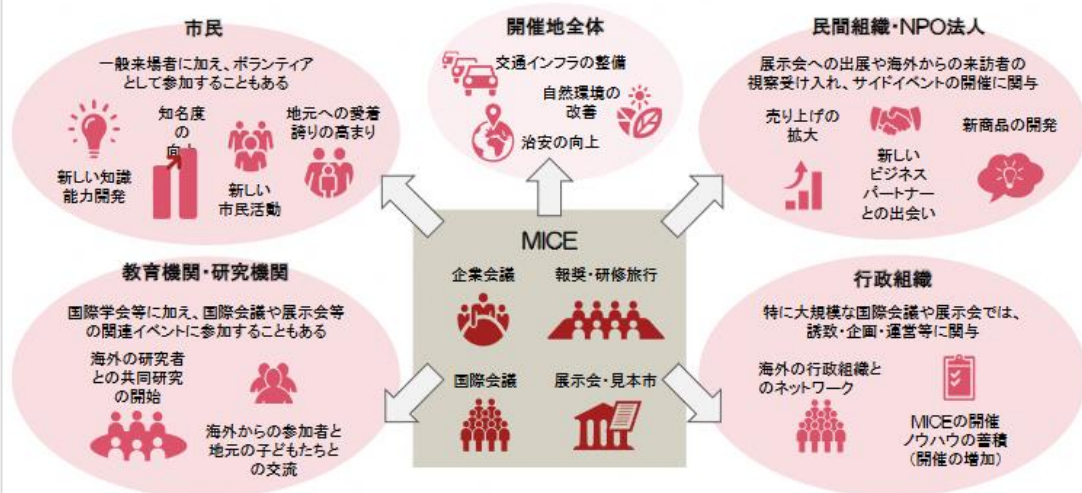 市民
一般来場者に加え、ボランティア
として参加することもある
知名度
の
向上
地元への愛着
誇りの高まり
新しい知識
能力開発
新しい
市民活動
開催地全体
交通インフラの整備
自然環境の
改善
治安の向上
民間組織・NPO法人
展示会への出展や海外からの来訪者の
視察受け入れ、サイドイベントの開催に関与
売り上げの
拡大
新商品の開発
新しい
ビジネス
パートナー
との出会い
MICE
企業会議
報奨・研修旅行
国際会議
展示会・見本市
教育機関・研究機関
国際学会等に加え、国際会議や展示会等
の関連イベントに参加することもある
海外の研究者
との共同研究
の開始
海外からの参加者と
地元の子どもたちと
の交流
行政組織
特に大規模な国際会議や展示会では、
誘致・企画・運営等に関与
海外の行政組織と
のネットワーク
MICEの開催
ノウハウの蓄積
(開催の増加)